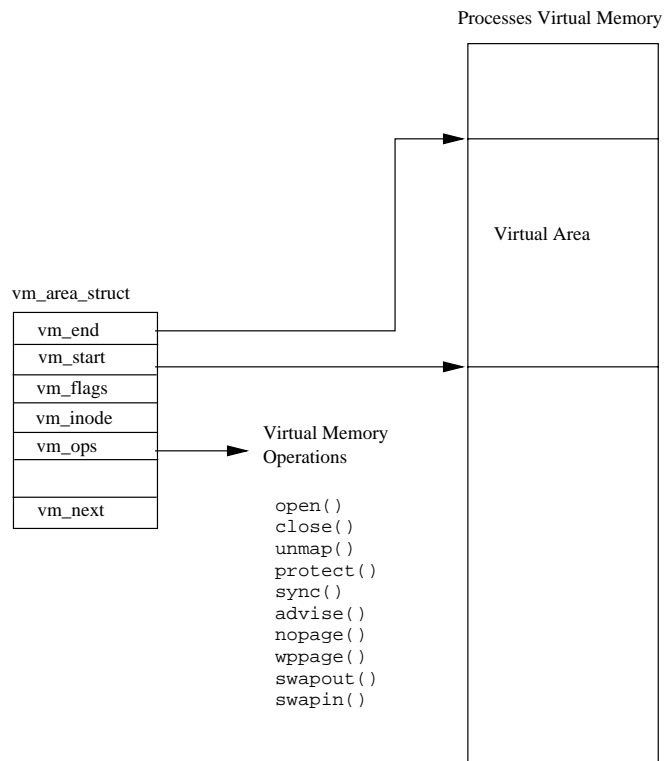 Processes Virtual Memory
Virtual Area
vm_area_struct
vm_end
vm_start
vm_flags
vm_inode
vm_ops
vm_next
Virtual Memory
Operations
open()
close()
unmap()
protect()
sync()
advise()
nopage()
wppage()
swapout()
swapin()